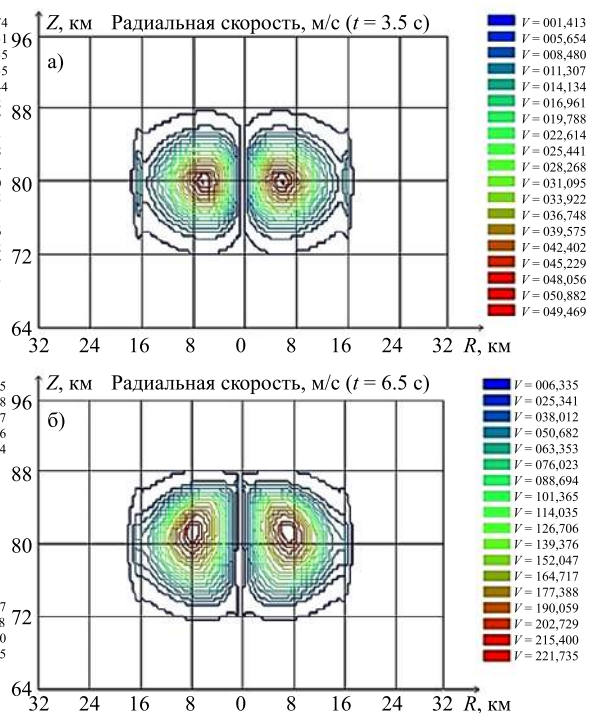 Z, км Радиальная скорость, м/с (t = 3.5 с)
а)
96
88
80
72
64
32 24 16 8 0 8 16 24 32 R, км
V = 001,413
V = 005,654
V = 008,480
V = 011,307
V = 014,134
V = 016,961
V = 019,788
V = 022,614
V = 025,441
V = 028,268
V = 031,095
V = 033,922
V = 036,748
V = 039,575
V = 042,402
V = 045,229
V = 048,056
V = 050,882
V = 049,469
Z, км Радиальная скорость, м/с (t = 6.5 с)
б)
96
88
80
72
64
32 24 16 8 0 8 16 24 32 R, км
V = 006,335
V = 025,341
V = 038,012
V = 050,682
V = 063,353
V = 076,023
V = 088,694
V = 101,365
V = 114,035
V = 126,706
V = 139,376
V = 152,047
V = 164,717
V = 177,388
V = 190,059
V = 202,729
V = 215,400
V = 221,735